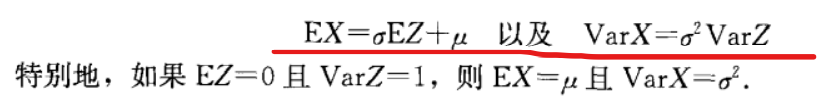 EX=σEZ+μ 以及 VarX=σ²VarZ
特别地，如果 EZ=0 且 VarZ=1，则 EX=μ 且 VarX=σ².